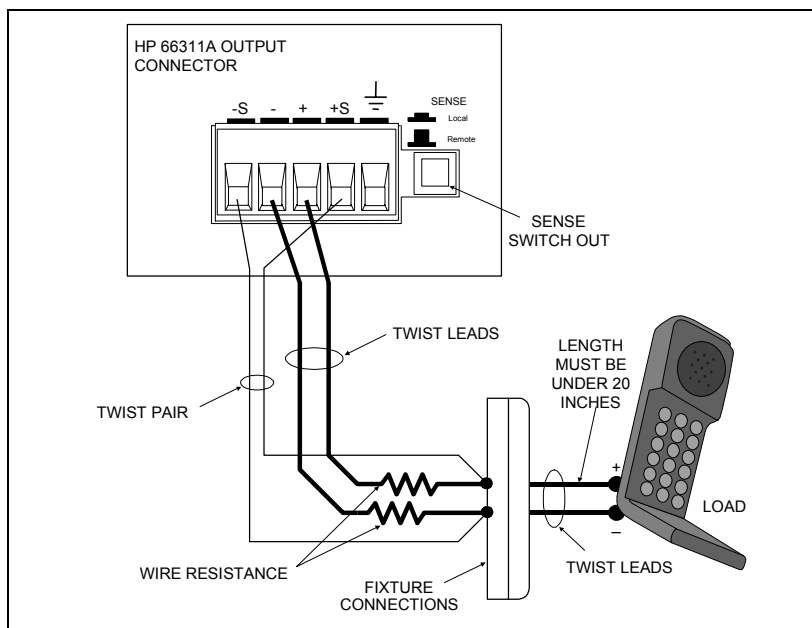 HP 66311A OUTPUT
CONNECTOR
-S - + +S
SENSE
Local
Remote
SENSE
SWITCH OUT
TWIST LEADS
LENGTH
MUST BE
UNDER 20
INCHES
TWIST PAIR
+
LOAD
–
WIRE RESISTANCE
FIXTURE
CONNECTIONS
TWIST LEADS